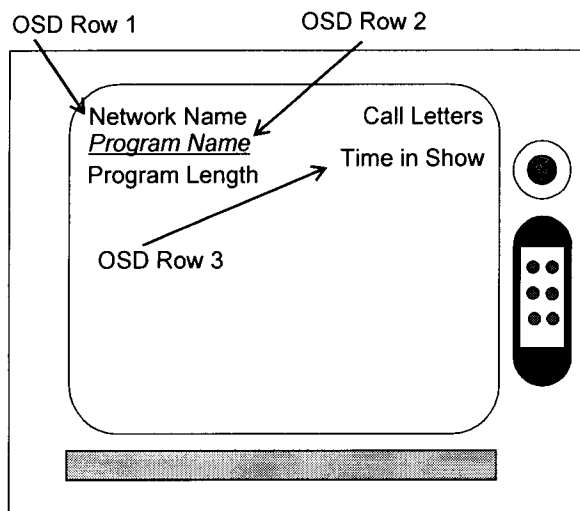 OSD Row 1
OSD Row 2
Network Name
Call Letters
Program Name
Time in Show
Program Length
OSD Row 3